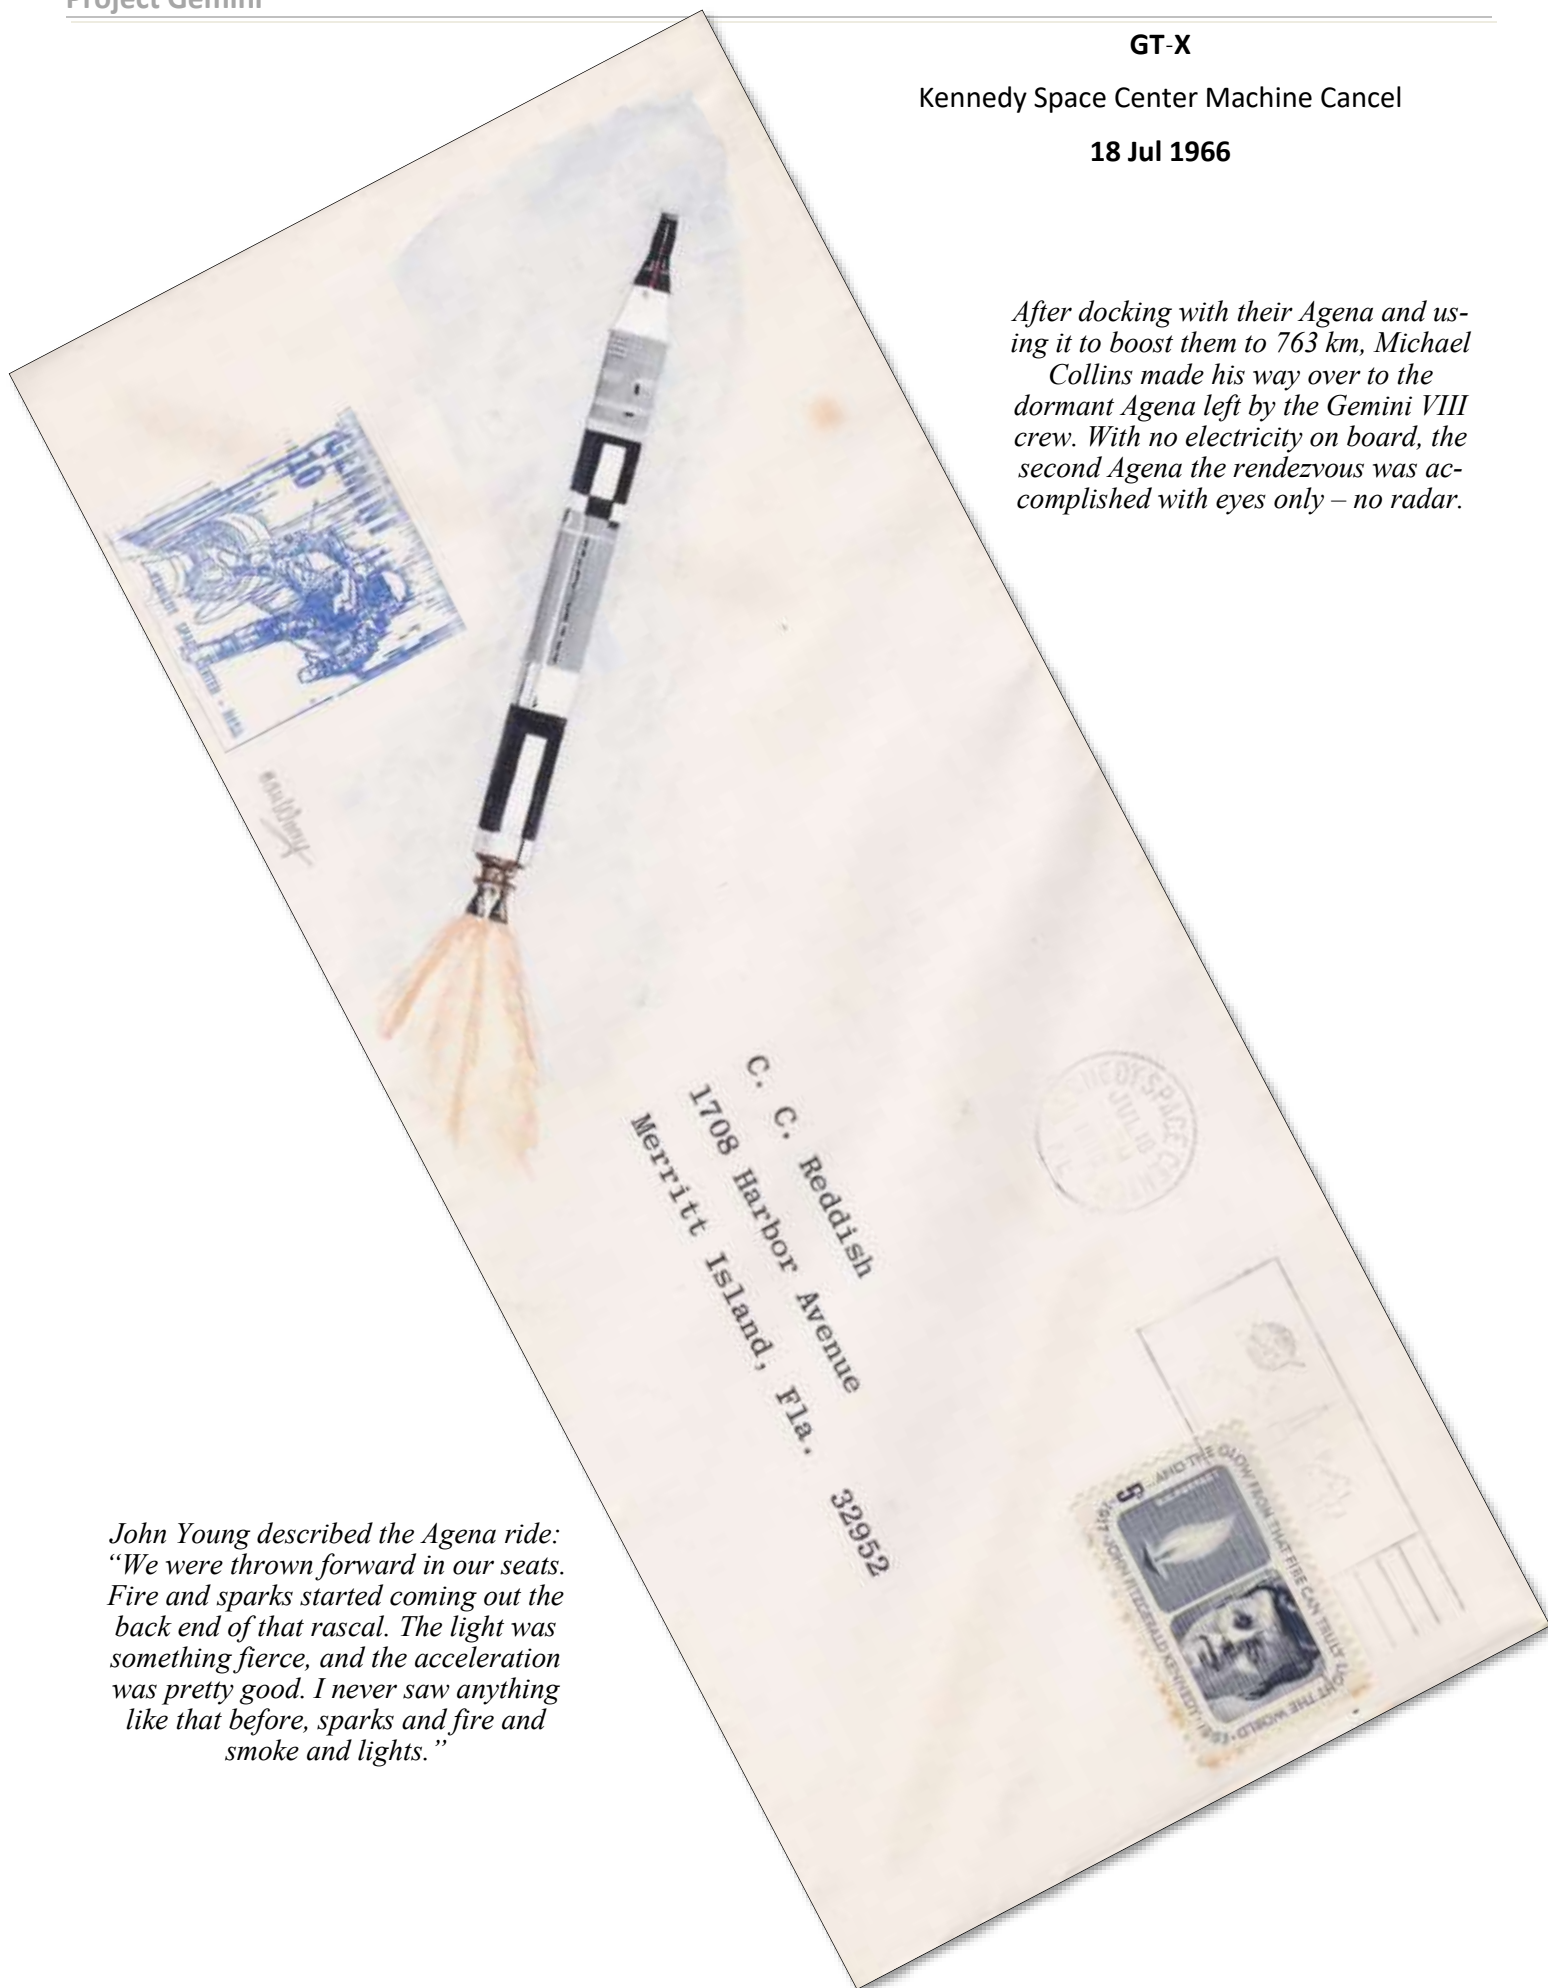 Project Gemini
GT-X
Kennedy Space Center Machine Cancel
18 Jul 1966
After docking with their Agena and us-
ing it to boost them to 763 km, Michael
Collins made his way over to the
dormant Agena left by the Gemini VIII
crew. With no electricity on board, the
second Agena the rendezvous was ac-
complished with eyes only – no radar.
GEMINI
10
KENNEDY SPACE CENTER - NASA
C. C. Reddish
1708 Harbor Avenue
Merritt Island, Fla. 32952
KENNEDY SPACE CENTER
JUL 18
5¢
...AND THE GLOW FROM THAT FIRE CAN TRULY LIGHT THE WORLD
1917 · JOHN FITZGERALD KENNEDY · 1963
John Young described the Agena ride:
“We were thrown forward in our seats.
Fire and sparks started coming out the
back end of that rascal. The light was
something fierce, and the acceleration
was pretty good. I never saw anything
like that before, sparks and fire and
smoke and lights.”